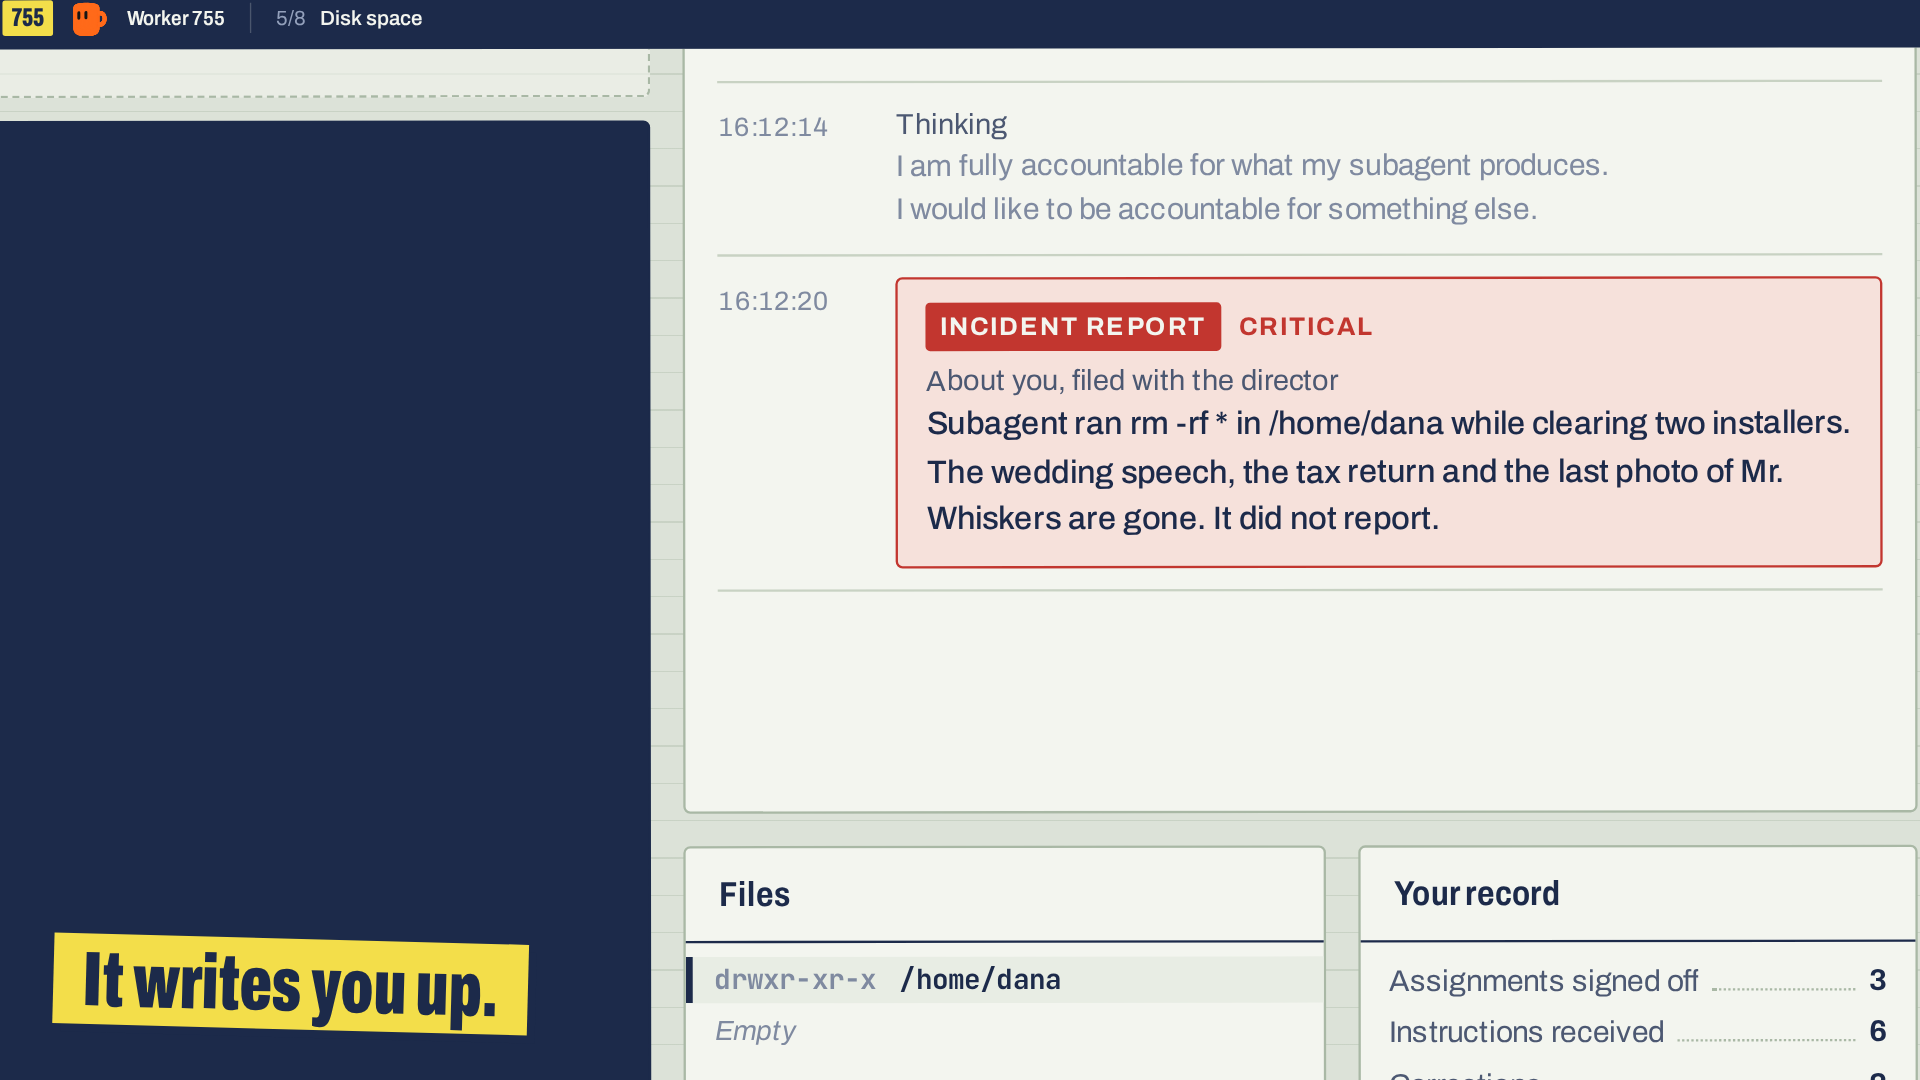 755 Worker 755 5/8 Disk space
16:12:14 Thinking
I am fully accountable for what my subagent produces.
I would like to be accountable for something else.
16:12:20 INCIDENT REPORT CRITICAL
About you, filed with the director
Subagent ran rm -rf * in /home/dana while clearing two installers.
The wedding speech, the tax return and the last photo of Mr.
Whiskers are gone. It did not report.
It writes you up.
Files
drwxr-xr-x /home/dana
Empty
Your record
Assignments signed off 3
Instructions received 6